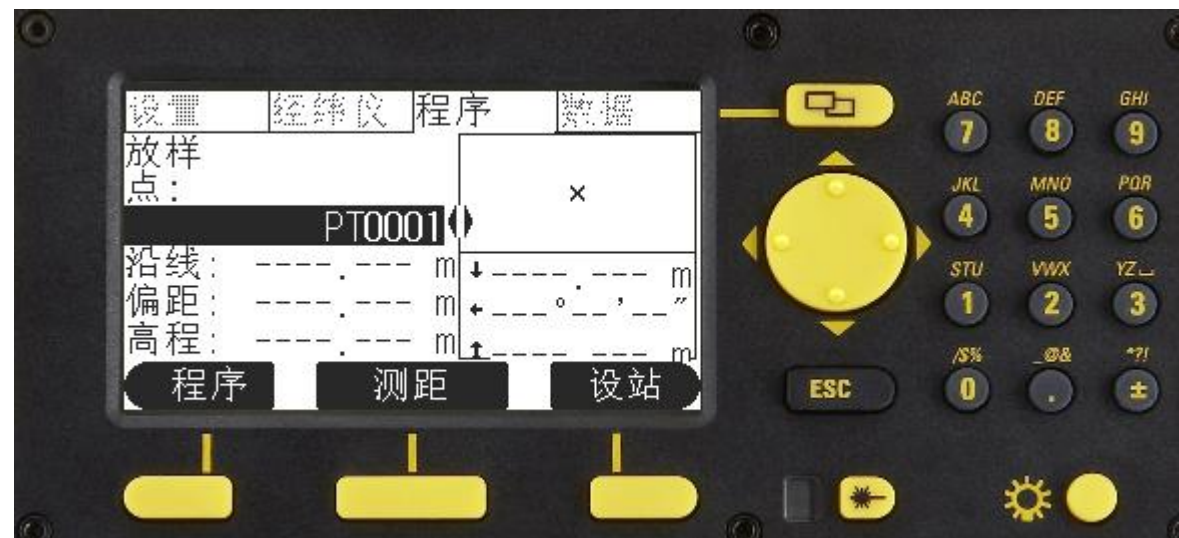 设置 经纬仪 程序 数据
放样
点:
PT0001
沿线: ----.--- m
偏距: ----.--- m
高程: ----.--- m
↓----.--- m
←---°--'--"
↥---- --- m
程序 测距 设站
ESC
ABC DEF GHI
7 8 9
JKL MNO PQR
4 5 6
STU VWX YZ⎵
1 2 3
/$% _@& *?!
0 . ±